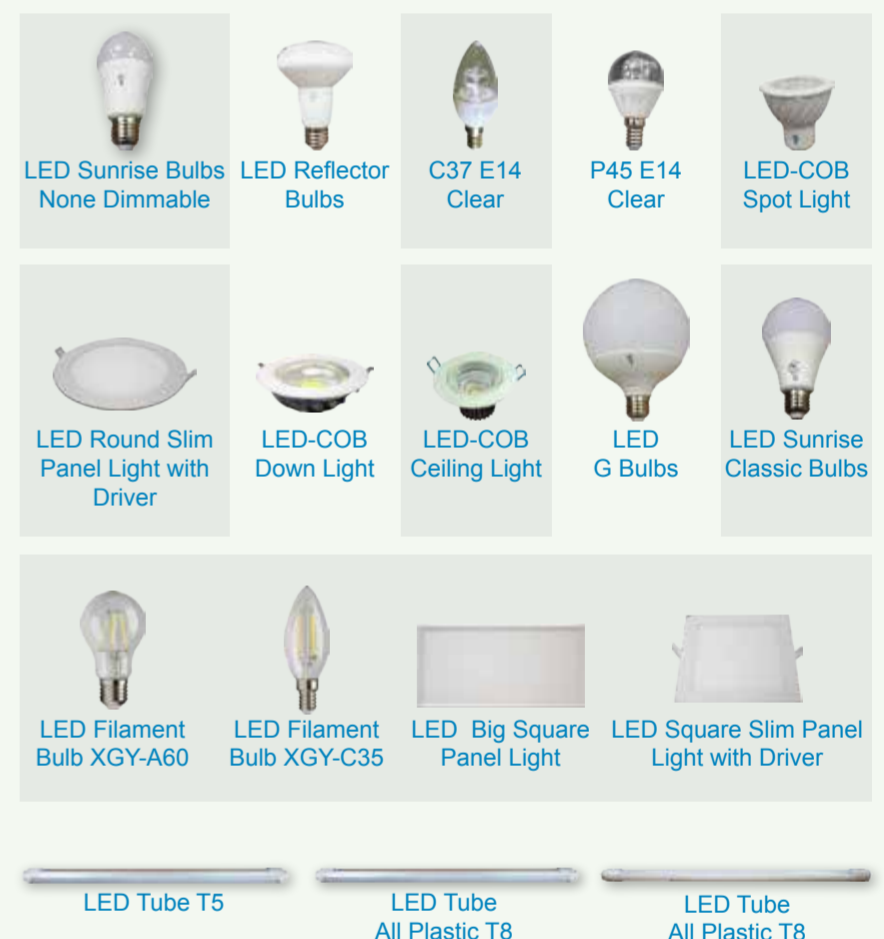 LED Sunrise Bulbs
None Dimmable
LED Reflector
Bulbs
C37 E14
Clear
P45 E14
Clear
LED-COB
Spot Light
LED Round Slim
Panel Light with
Driver
LED-COB
Down Light
LED-COB
Ceiling Light
LED
G Bulbs
LED Sunrise
Classic Bulbs
LED Filament
Bulb XGY-A60
LED Filament
Bulb XGY-C35
LED Big Square
Panel Light
LED Square Slim Panel
Light with Driver
LED Tube T5
LED Tube
All Plastic T8
LED Tube
All Plastic T8